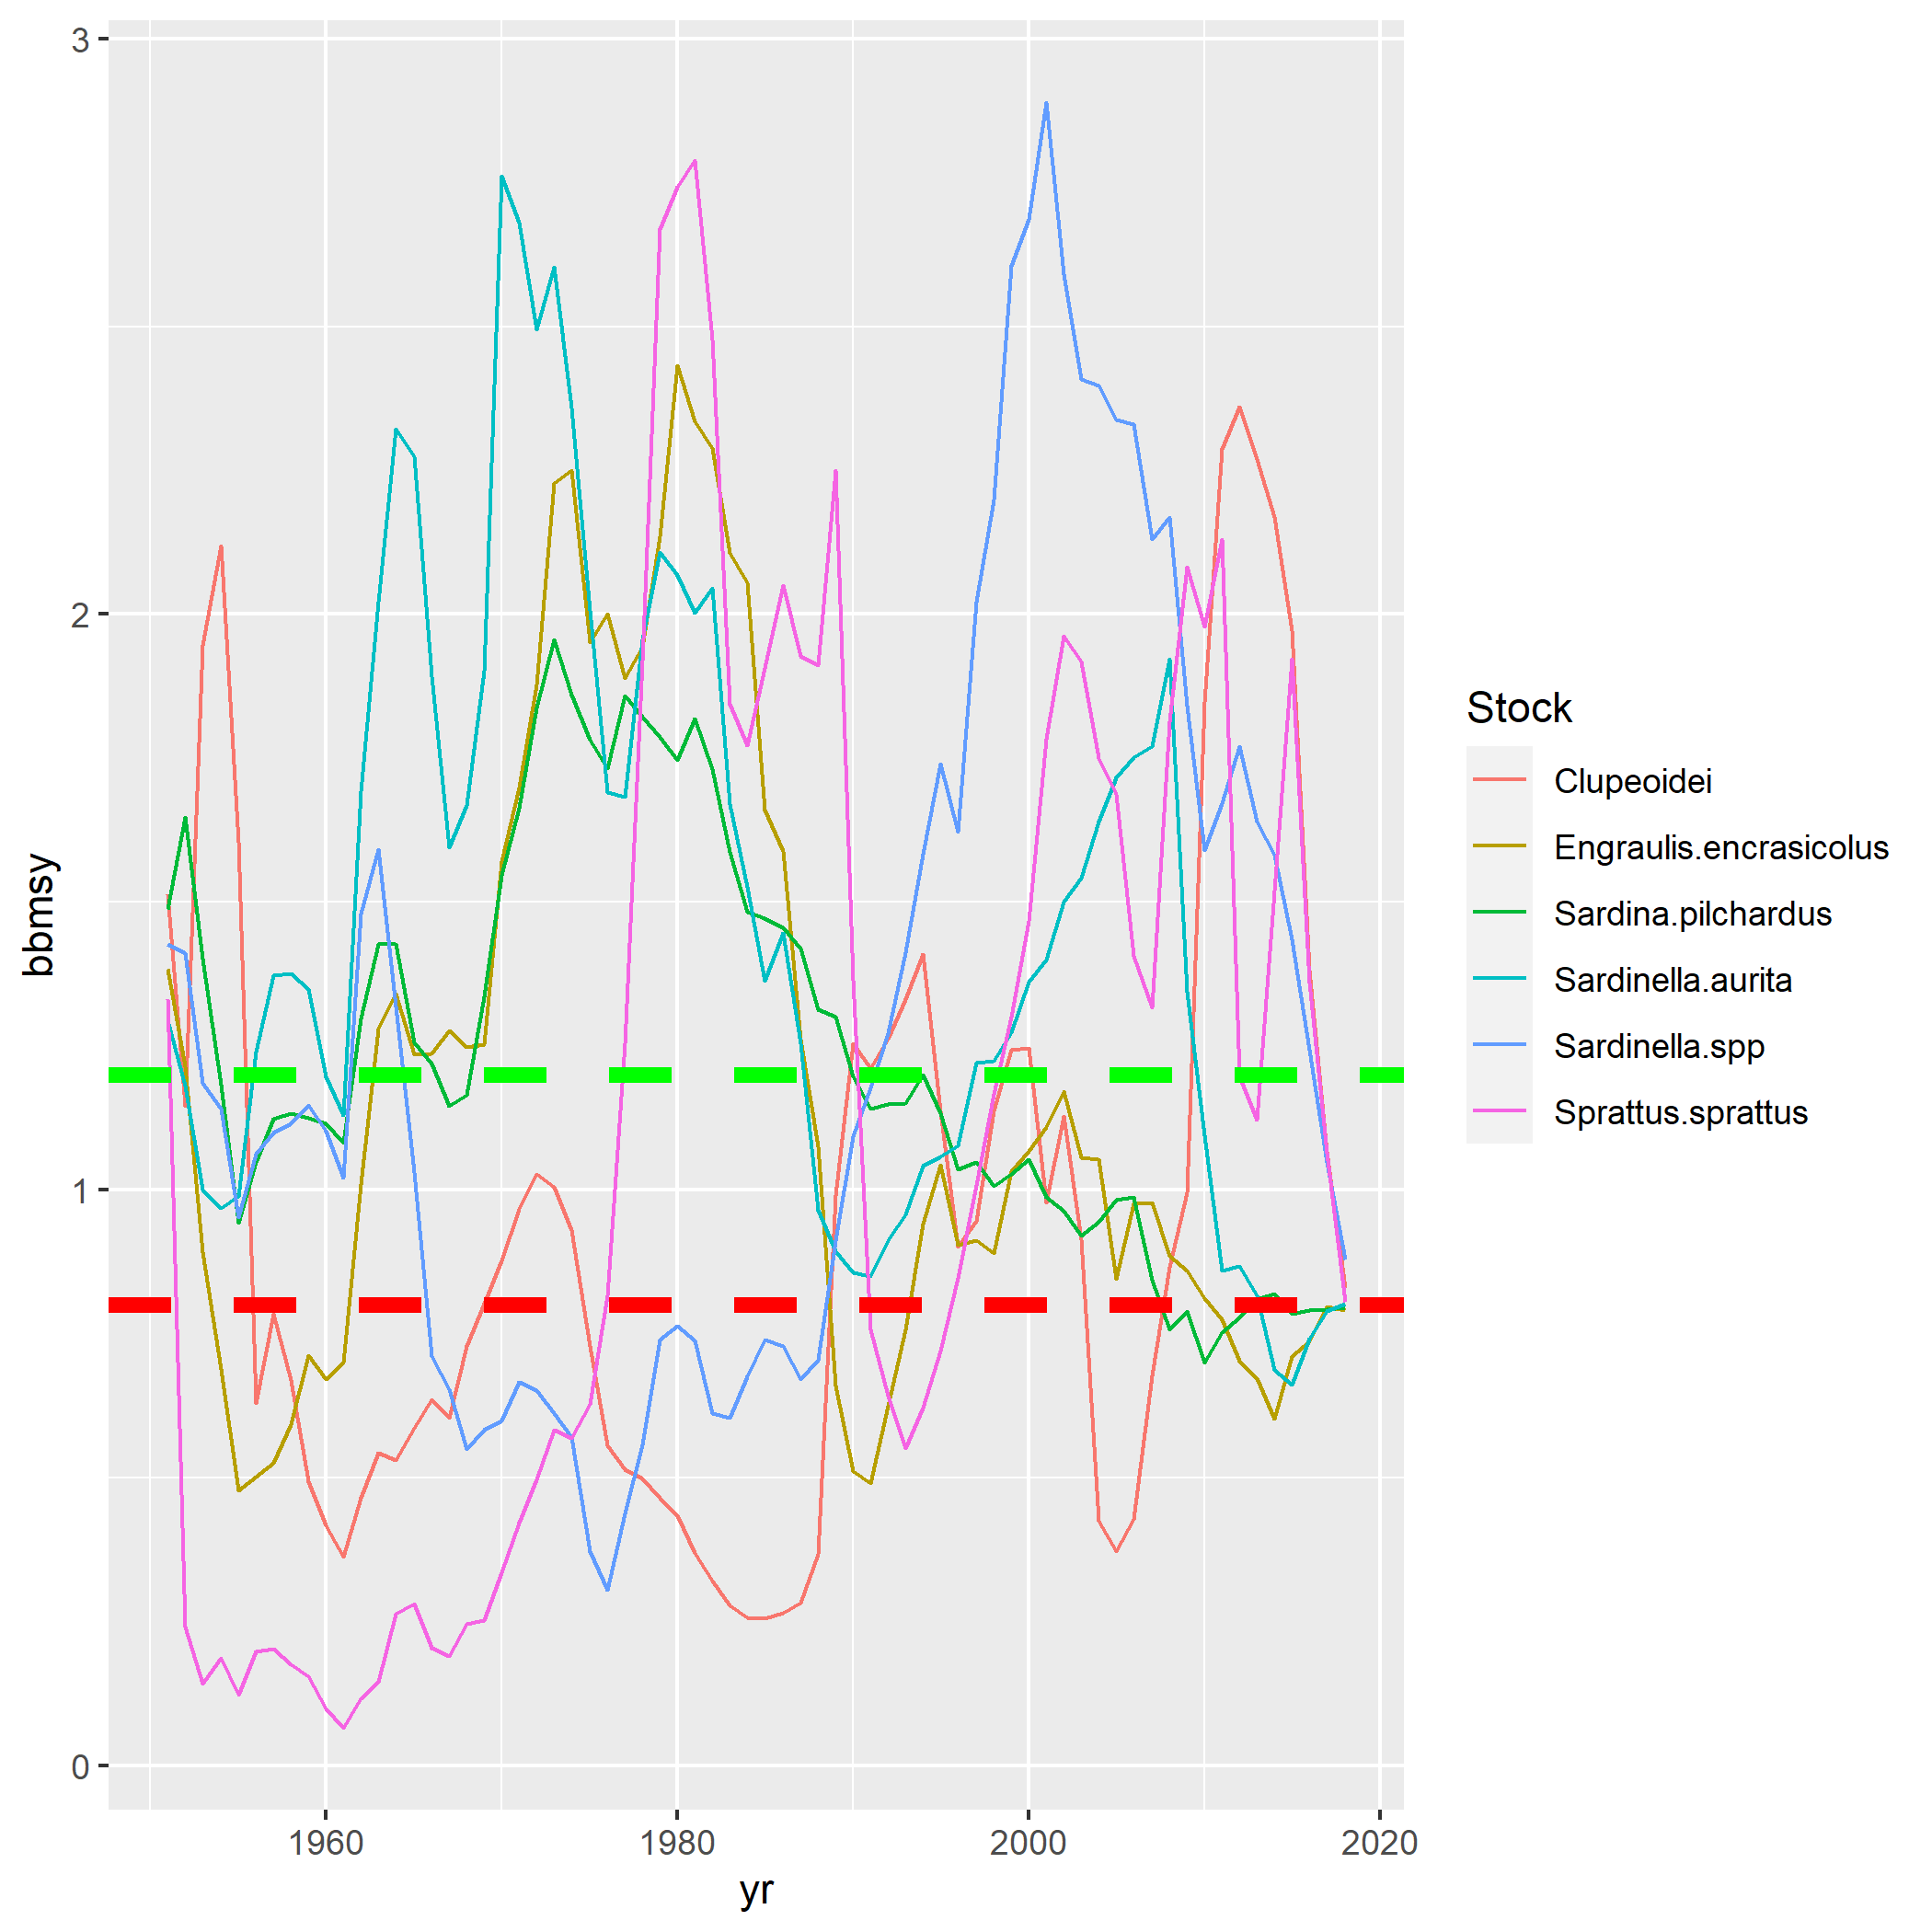 3
2
1
0
bbmsy
1960
1980
2000
2020
yr
Stock
Clupeoidei
Engraulis.encrasicolus
Sardina.pilchardus
Sardinella.aurita
Sardinella.spp
Sprattus.sprattus